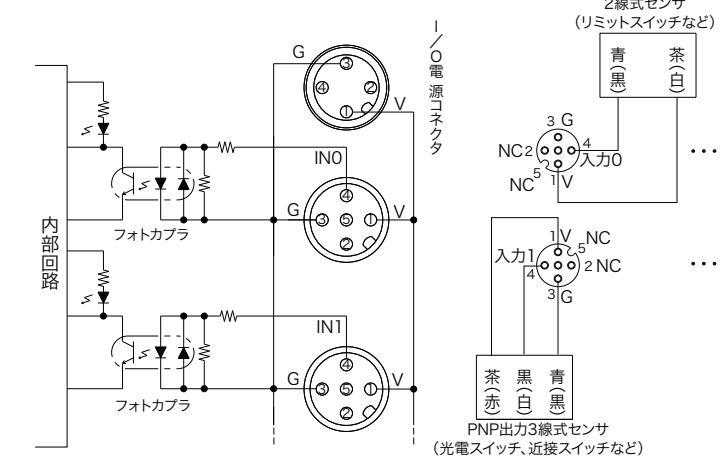 I/O電源コネクタ
G
③
④
②
①
V
IN0
④
G
③
⑤
①
V
②
フォトカプラ
内部回路
IN1
④
G
③
⑤
①
V
②
フォトカプラ
2線式センサ
(リミットスイッチなど)
青(黒)
茶(白)
3 G
NC 2
4
入力0
NC 5
1 V
…
1 V
5 NC
入力1
4
2 NC
3 G
…
茶(赤)
黒(白)
青(黒)
PNP出力3線式センサ
(光電スイッチ、近接スイッチなど)